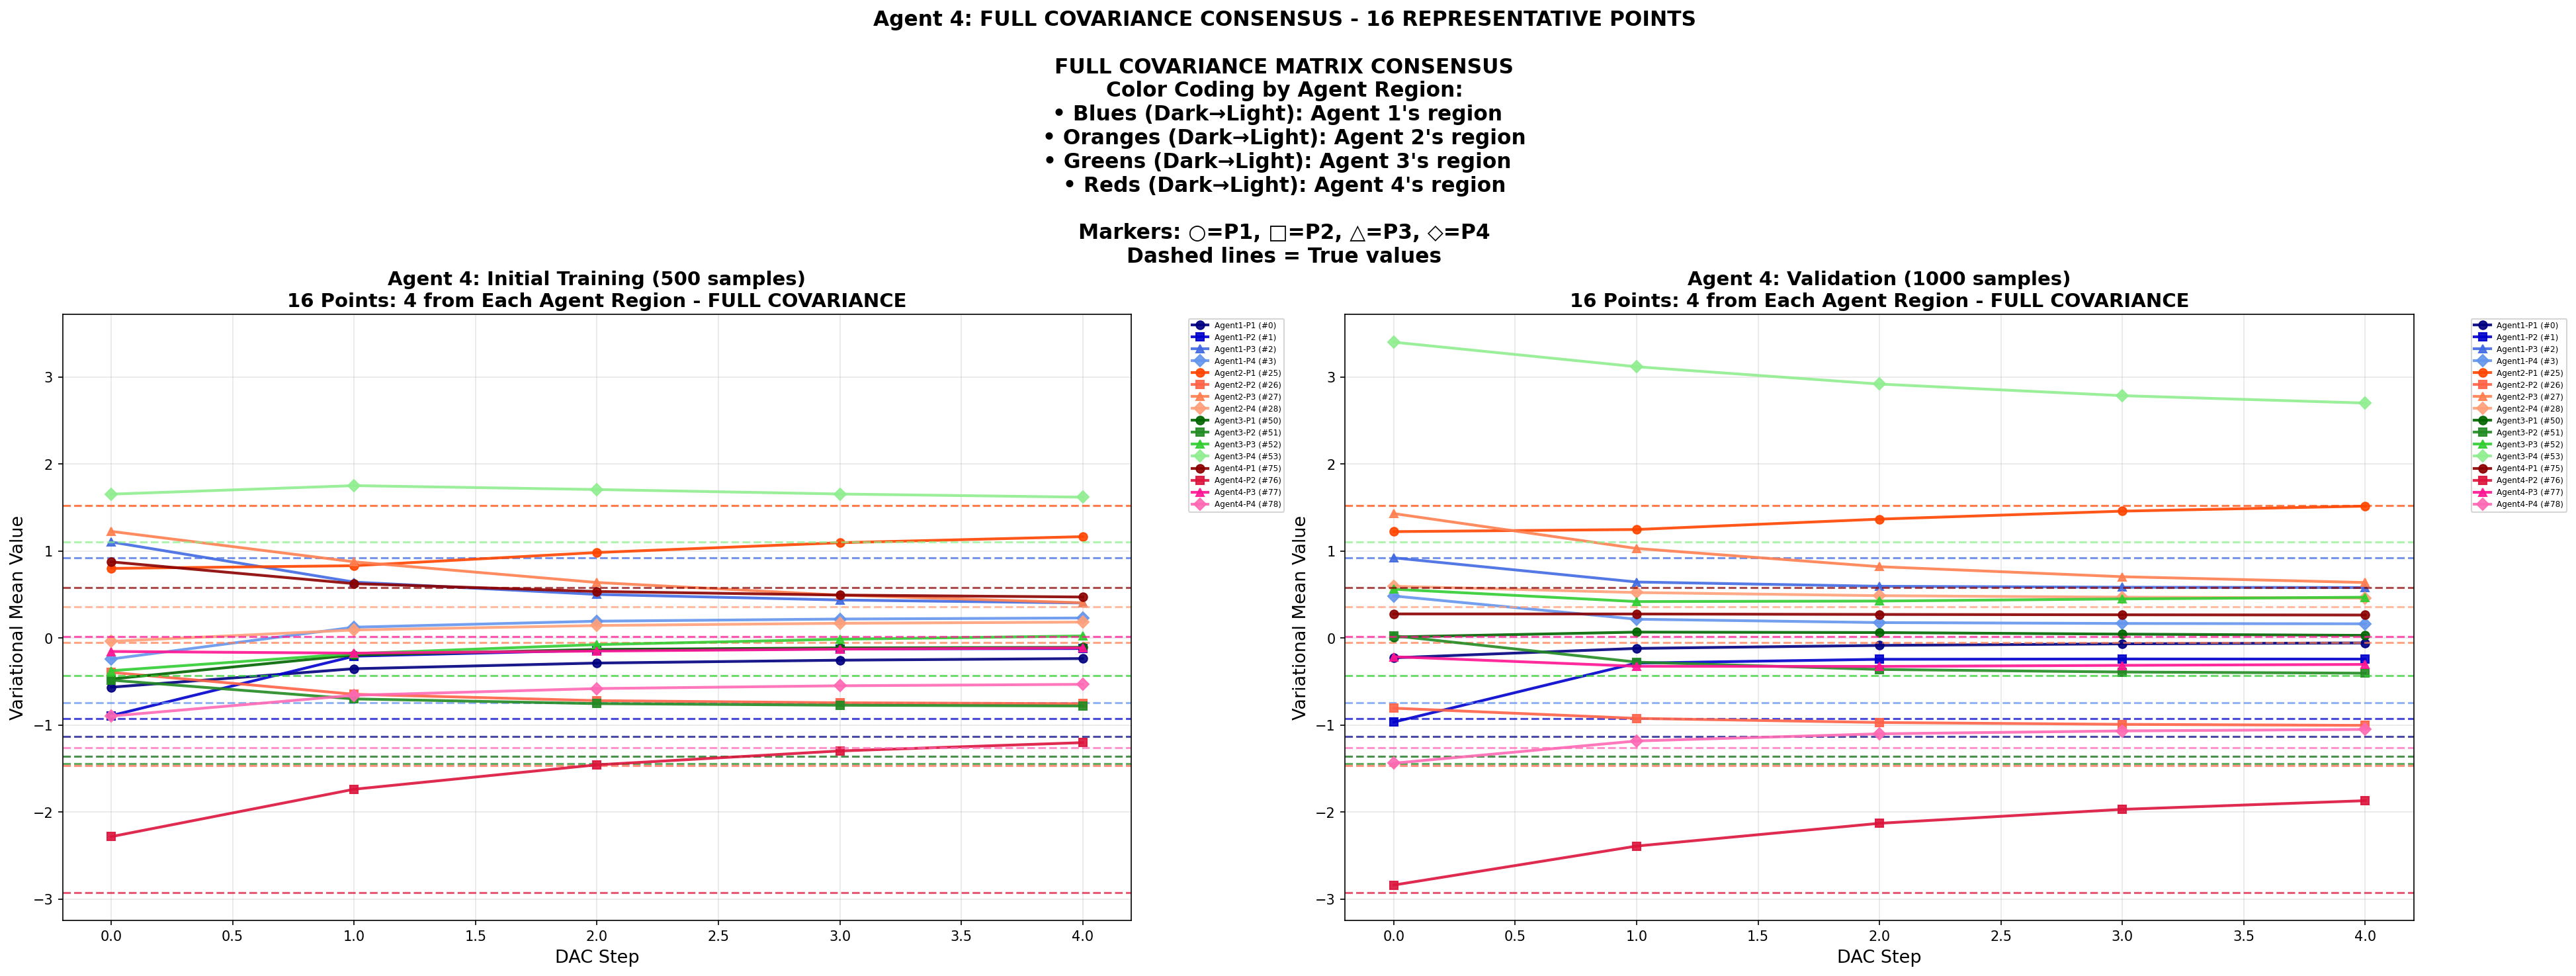 Agent 4: FULL COVARIANCE CONSENSUS - 16 REPRESENTATIVE POINTS
FULL COVARIANCE MATRIX CONSENSUS
Color Coding by Agent Region:
• Blues (Dark→Light): Agent 1's region
• Oranges (Dark→Light): Agent 2's region
• Greens (Dark→Light): Agent 3's region
• Reds (Dark→Light): Agent 4's region
Markers: ○=P1, □=P2, △=P3, ◇=P4
Dashed lines = True values
Agent 4: Initial Training (500 samples)
16 Points: 4 from Each Agent Region - FULL COVARIANCE
Variational Mean Value
3
2
1
0
−1
−2
−3
0.0
0.5
1.0
1.5
2.0
2.5
3.0
3.5
4.0
DAC Step
Agent1-P1 (#0)
Agent1-P2 (#1)
Agent1-P3 (#2)
Agent1-P4 (#3)
Agent2-P1 (#25)
Agent2-P2 (#26)
Agent2-P3 (#27)
Agent2-P4 (#28)
Agent3-P1 (#50)
Agent3-P2 (#51)
Agent3-P3 (#52)
Agent3-P4 (#53)
Agent4-P1 (#75)
Agent4-P2 (#76)
Agent4-P3 (#77)
Agent4-P4 (#78)
Agent 4: Validation (1000 samples)
16 Points: 4 from Each Agent Region - FULL COVARIANCE
Variational Mean Value
3
2
1
0
−1
−2
−3
0.0
0.5
1.0
1.5
2.0
2.5
3.0
3.5
4.0
DAC Step
Agent1-P1 (#0)
Agent1-P2 (#1)
Agent1-P3 (#2)
Agent1-P4 (#3)
Agent2-P1 (#25)
Agent2-P2 (#26)
Agent2-P3 (#27)
Agent2-P4 (#28)
Agent3-P1 (#50)
Agent3-P2 (#51)
Agent3-P3 (#52)
Agent3-P4 (#53)
Agent4-P1 (#75)
Agent4-P2 (#76)
Agent4-P3 (#77)
Agent4-P4 (#78)